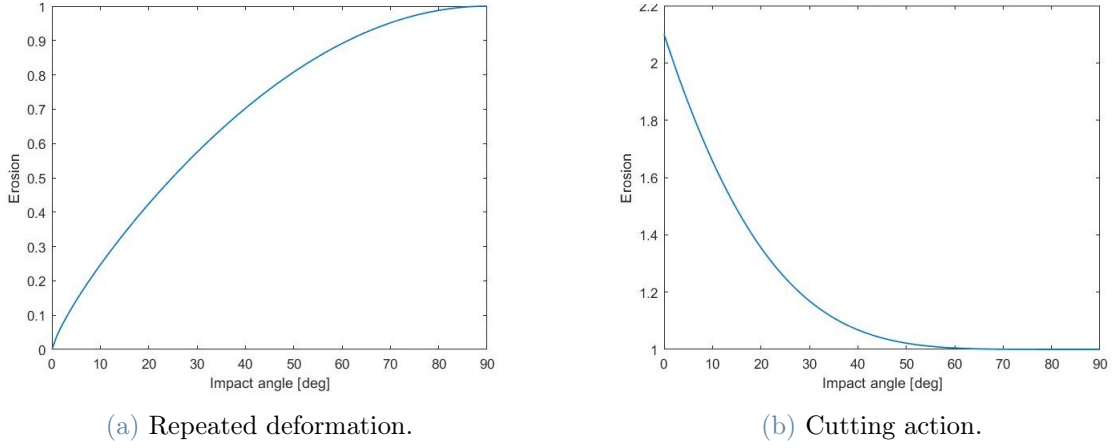 1
0.9
0.8
0.7
0.6
0.5
0.4
0.3
0.2
0.1
0
Erosion
0 10 20 30 40 50 60 70 80 90
Impact angle [deg]
(a) Repeated deformation.
2.2
2
1.8
1.6
1.4
1.2
1
Erosion
0 10 20 30 40 50 60 70 80 90
Impact angle [deg]
(b) Cutting action.